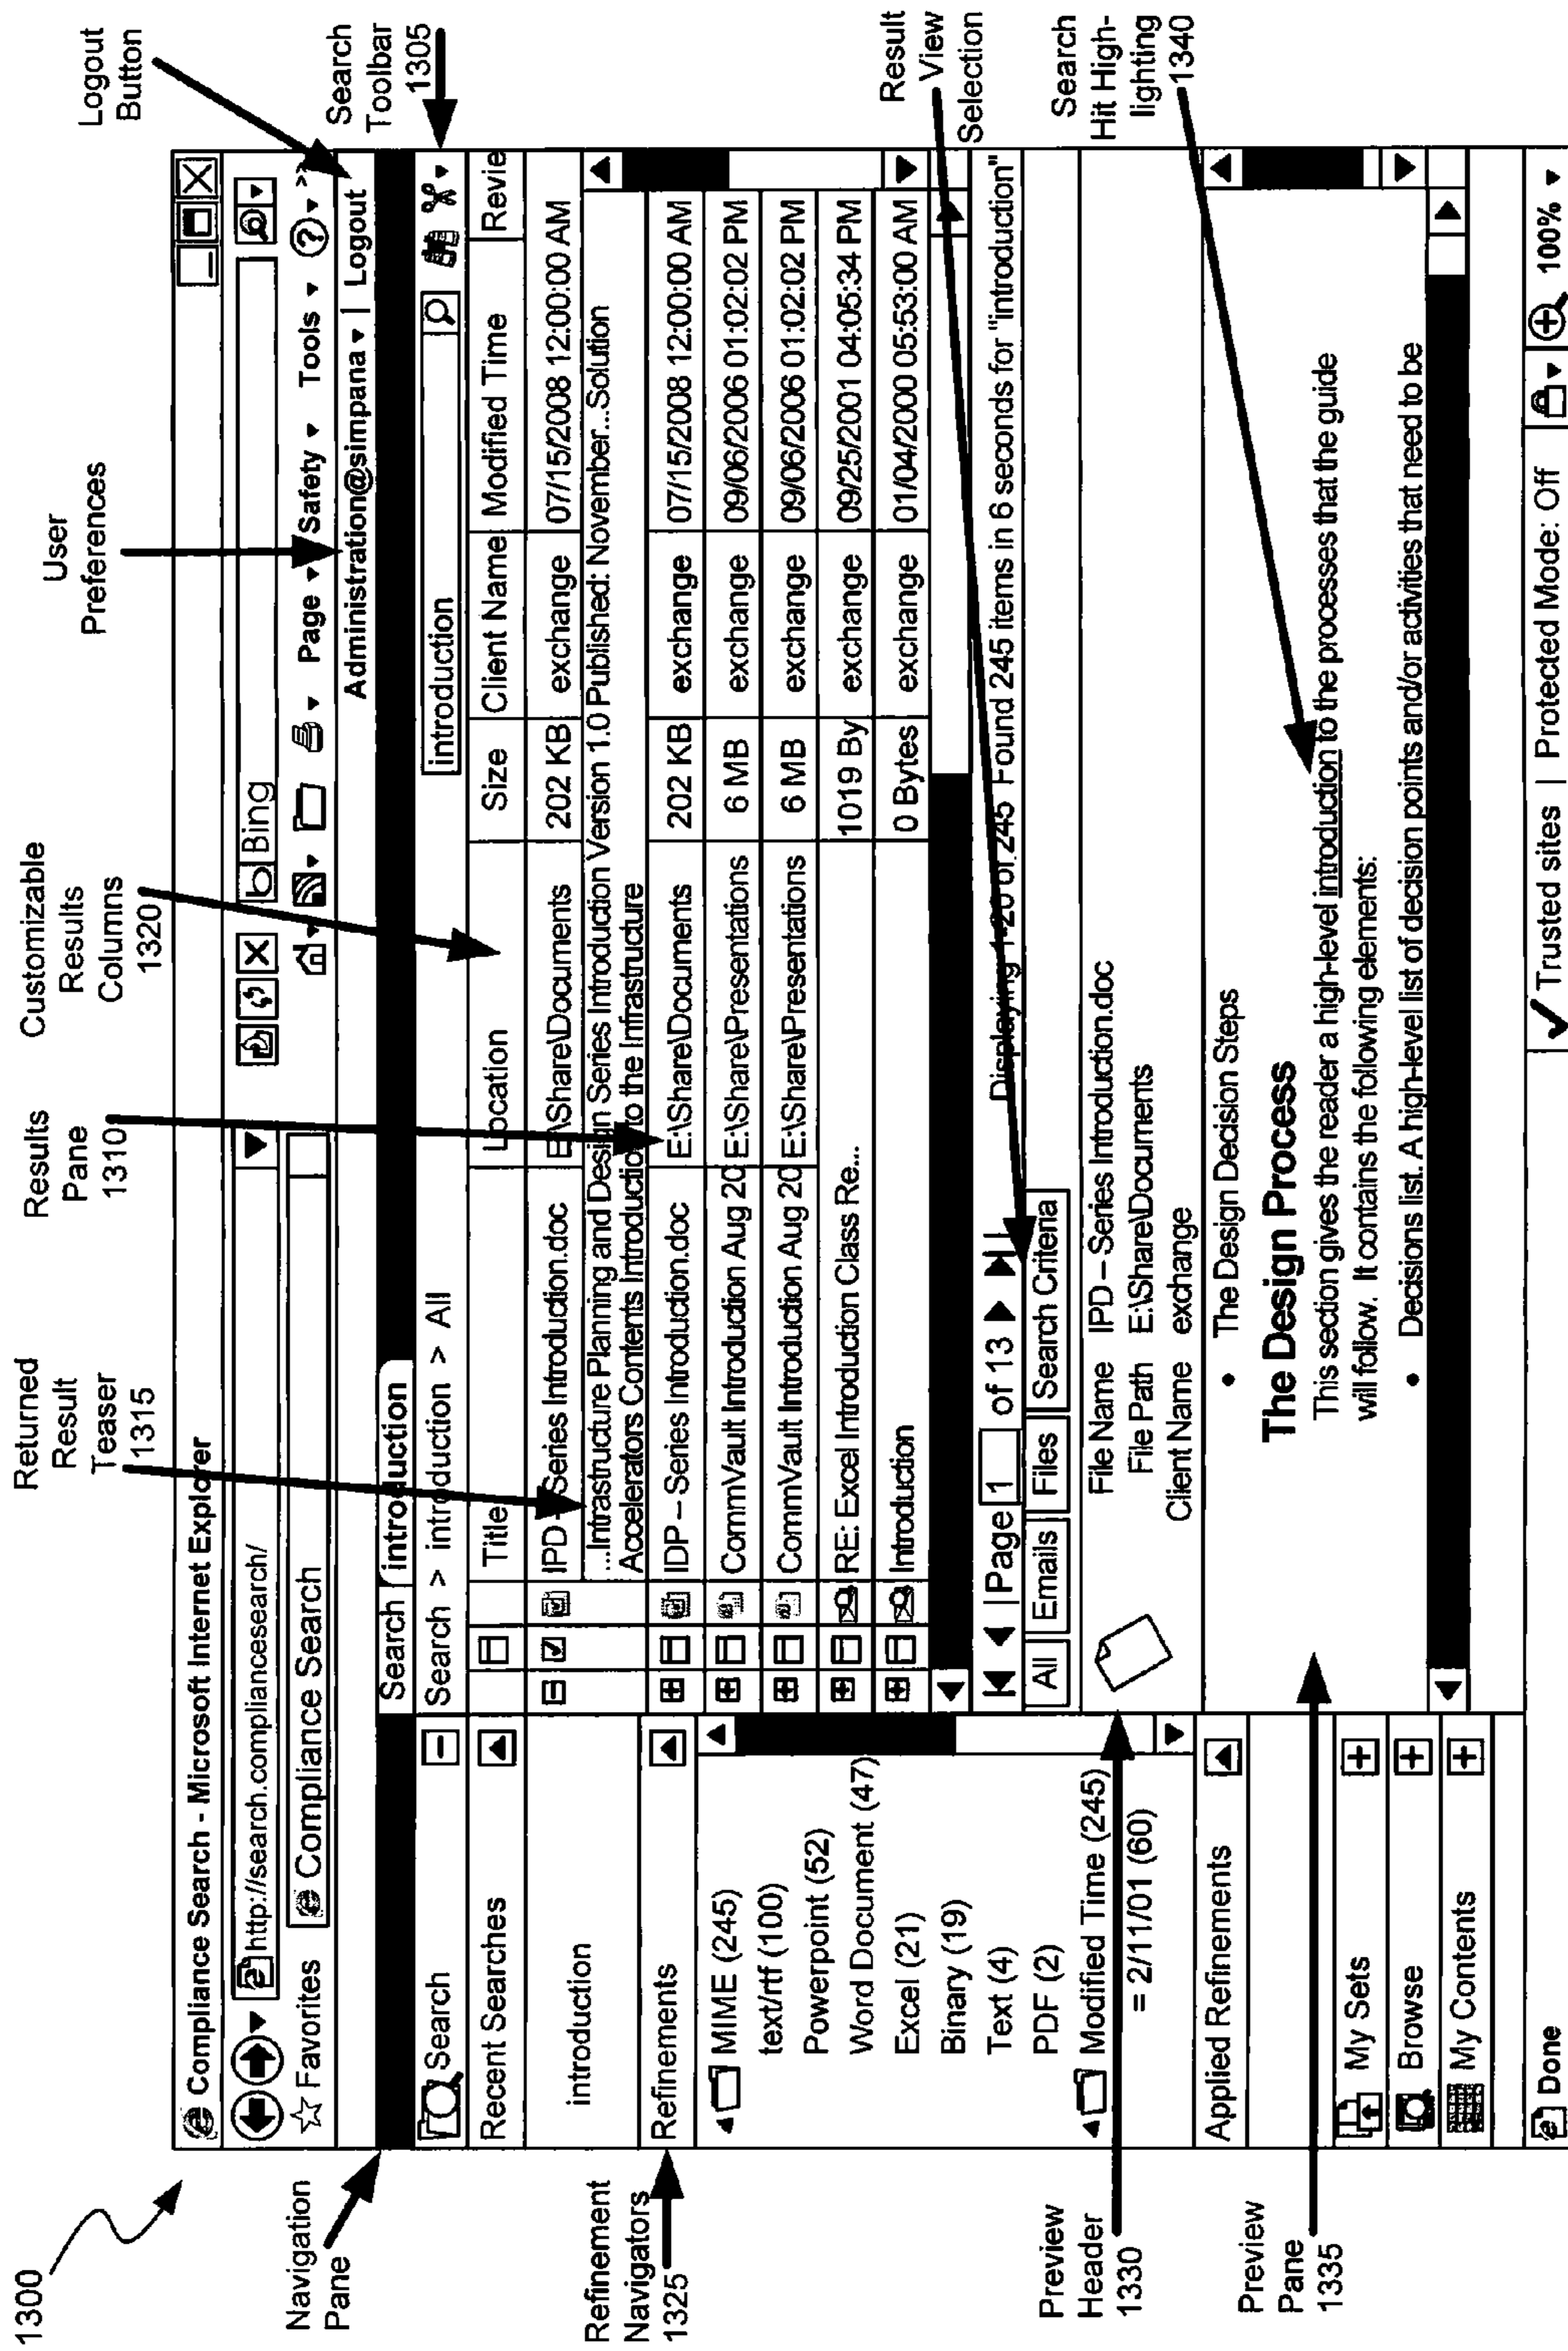 1300
Returned
Result
Teaser
1315
Results
Pane
1310
Customizable
Results
Columns
1320
User
Preferences
Logout
Button
Navigation
Pane
Search
Toolbar
1305
Refinement
Navigators
1325
Result
View
Selection
Search
Hit High-
lighting
1340
Preview
Header
1330
Preview
Pane
1335
Compliance Search - Microsoft Internet Explorer
http://search.compliancesearch/
Bing
Favorites
Compliance Search
Page Safety Tools
Administration@simpana | Logout
Search introduction
Search
Search > introduction > All
introduction
Recent Searches
Title Location Size Client Name Modified Time Revie
introduction
IPD – Series Introduction.doc E:\Share\Documents 202 KB exchange 07/15/2008 12:00:00 AM
...Intrastructure Planning and Design Series Introduction Version 1.0 Published: November...Solution
Accelerators Contents Introduction to the Infrastructure
Refinements
IDP – Series Introduction.doc E:\Share\Documents 202 KB exchange 07/15/2008 12:00:00 AM
CommVault Introduction Aug 20 E:\Share\Presentations 6 MB exchange 09/06/2006 01:02:02 PM
CommVault Introduction Aug 20 E:\Share\Presentations 6 MB exchange 09/06/2006 01:02:02 PM
RE: Excel Introduction Class Re... 1019 By exchange 09/25/2001 04:05:34 PM
Introduction 0 Bytes exchange 01/04/2000 05:53:00 AM
MIME (245)
text/rtf (100)
Powerpoint (52)
Word Document (47)
Excel (21)
Binary (19)
Text (4)
PDF (2)
Modified Time (245)
= 2/11/01 (60)
Page 1 of 13 Displaying 1-20 of 245 Found 245 items in 6 seconds for "introduction"
All Emails Files Search Criteria
File Name IPD – Series Introduction.doc
File Path E:\Share\Documents
Client Name exchange
Applied Refinements
My Sets
Browse
My Contents
• The Design Decision Steps
The Design Process
This section gives the reader a high-level introduction to the processes that the guide
will follow. It contains the following elements:
• Decisions list. A high-level list of decision points and/or activities that need to be
Done
Trusted sites | Protected Mode: Off
100%